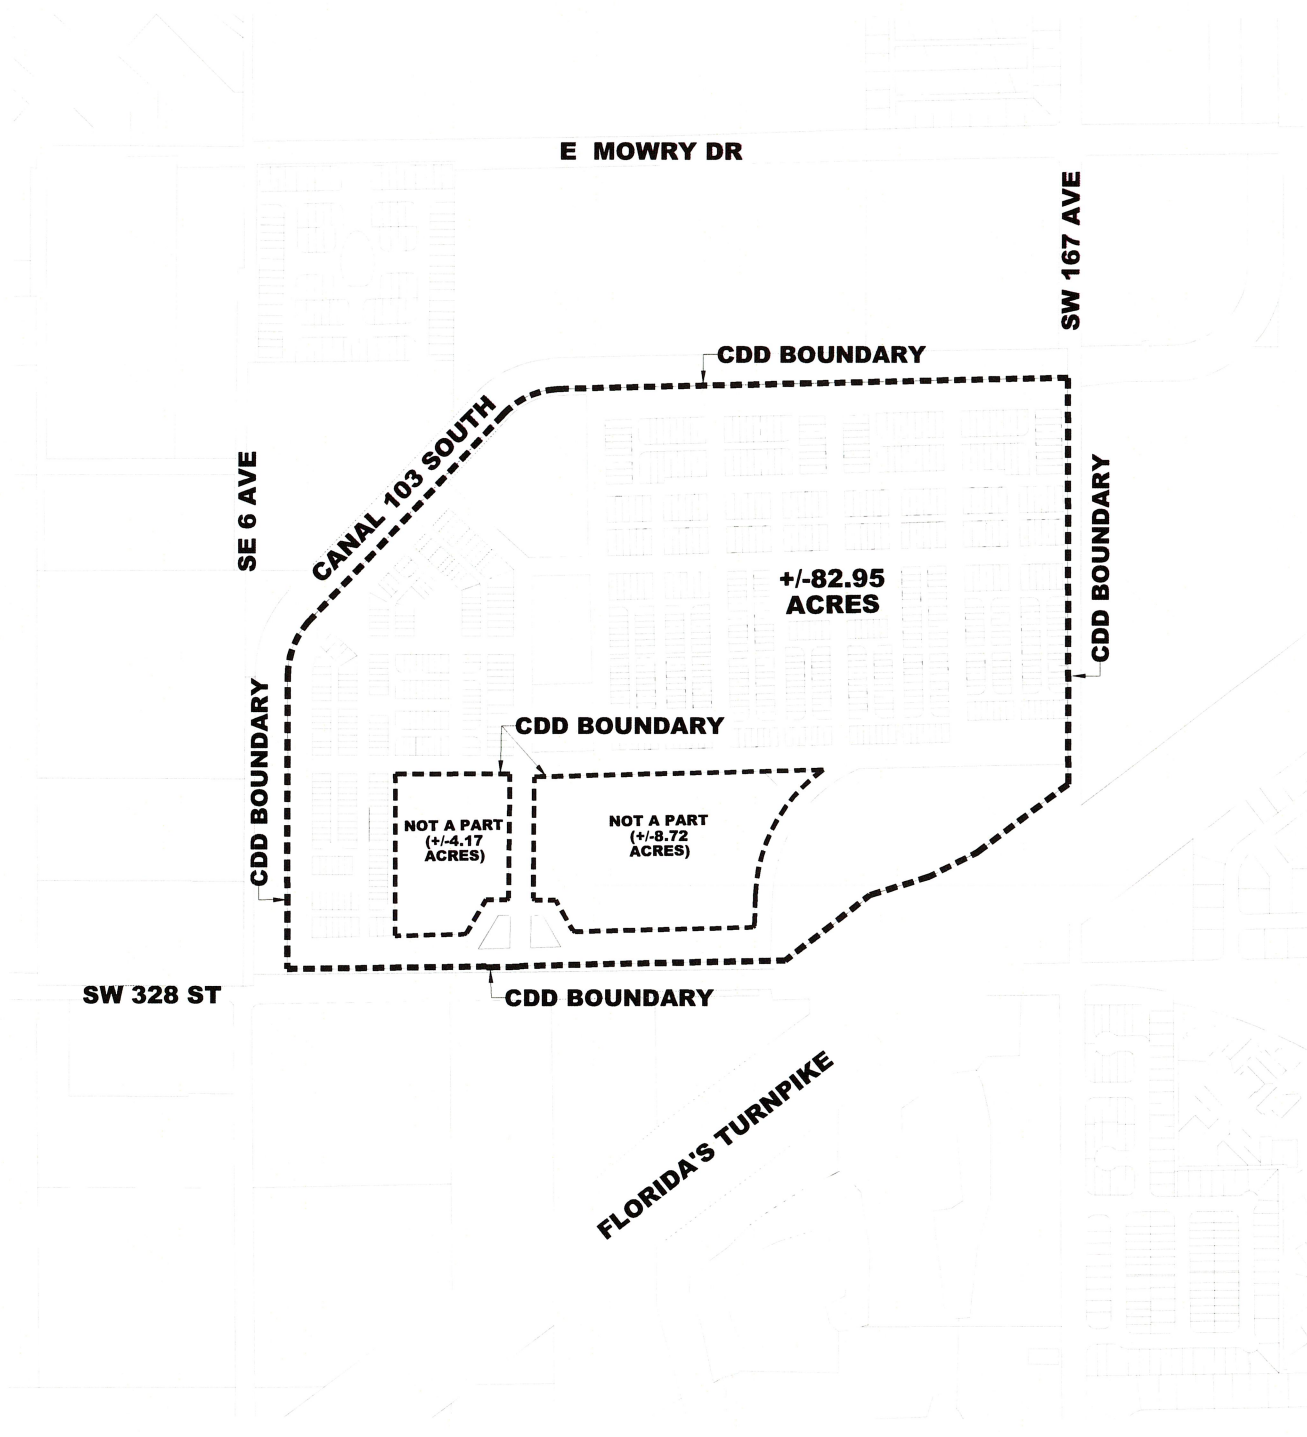 E MOWRY DR
SW 167 AVE
CDD BOUNDARY
CANAL 103 SOUTH
SE 6 AVE
CDD BOUNDARY
+/-82.95
ACRES
CDD BOUNDARY
CDD BOUNDARY
NOT A PART
(+/-4.17
ACRES)
NOT A PART
(+/-8.72
ACRES)
SW 328 ST
CDD BOUNDARY
FLORIDA'S TURNPIKE